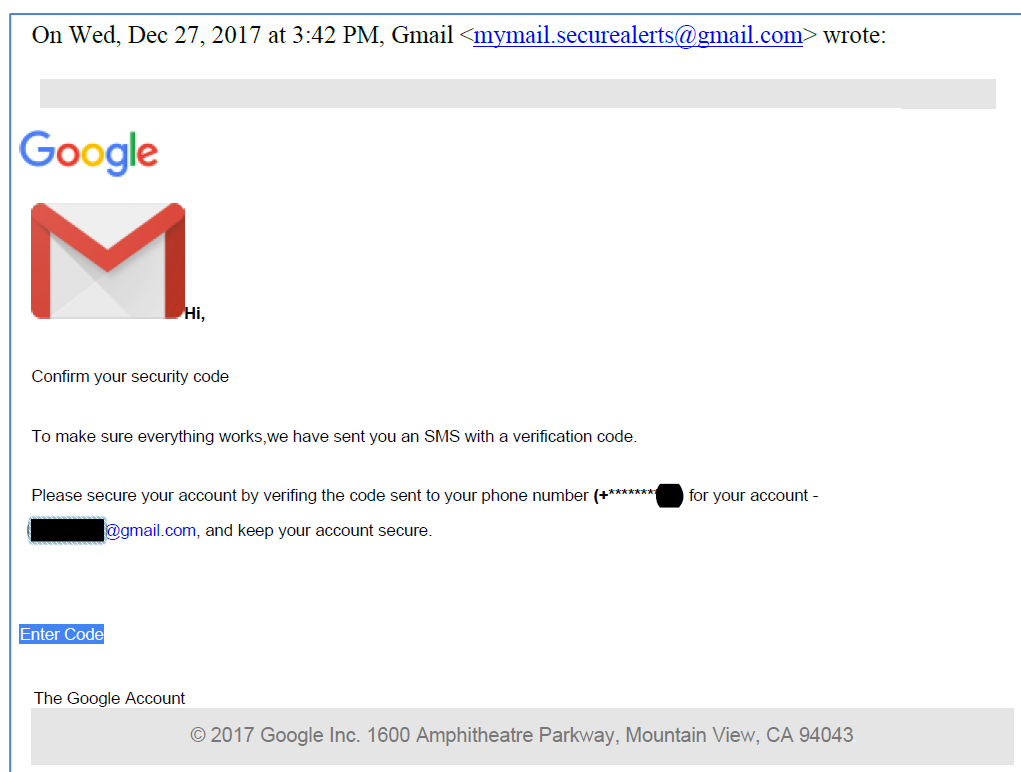 On Wed, Dec 27, 2017 at 3:42 PM, Gmail <mymail.securealerts@gmail.com> wrote:
Google
Hi,
Confirm your security code
To make sure everything works,we have sent you an SMS with a verification code.
Please secure your account by verifing the code sent to your phone number (+********) for your account -
@gmail.com, and keep your account secure.
Enter Code
The Google Account
© 2017 Google Inc. 1600 Amphitheatre Parkway, Mountain View, CA 94043